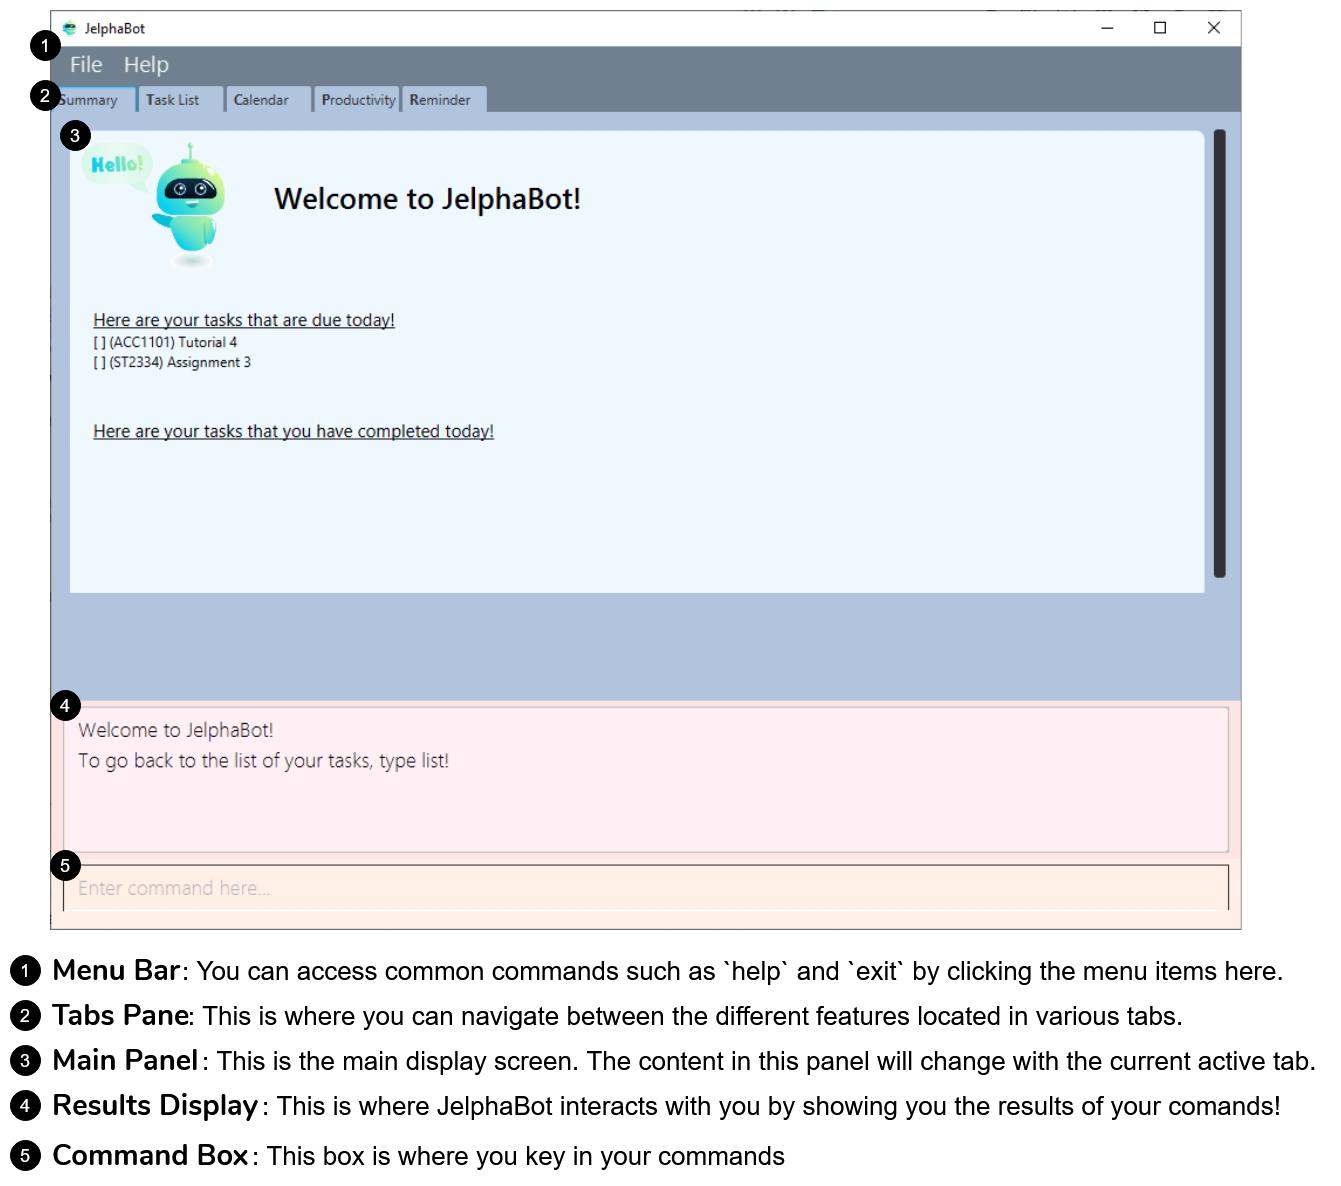 JelphaBot
1
File Help
2 Summary Task List Calendar Productivity Reminder
3
Hello!
Welcome to JelphaBot!
Here are your tasks that are due today!
[ ] (ACC1101) Tutorial 4
[ ] (ST2334) Assignment 3
Here are your tasks that you have completed today!
4
Welcome to JelphaBot!
To go back to the list of your tasks, type list!
5
Enter command here...
1 Menu Bar: You can access common commands such as `help` and `exit` by clicking the menu items here.
2 Tabs Pane: This is where you can navigate between the different features located in various tabs.
3 Main Panel: This is the main display screen. The content in this panel will change with the current active tab.
4 Results Display: This is where JelphaBot interacts with you by showing you the results of your comands!
5 Command Box: This box is where you key in your commands